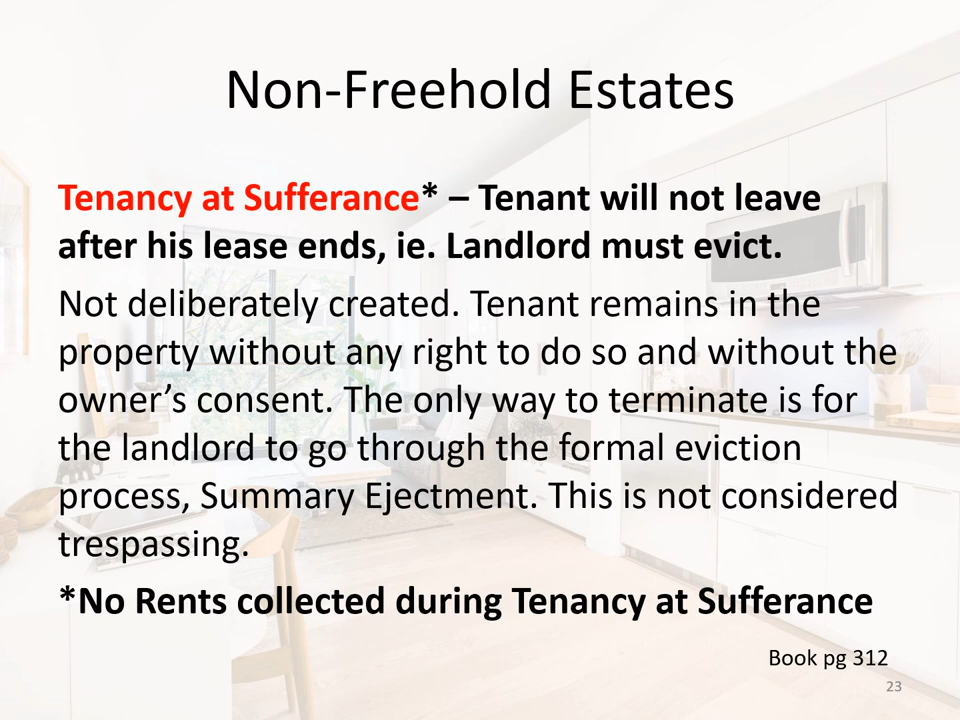 Non-Freehold Estates
Tenancy at Sufferance* – Tenant will not leave
after his lease ends, ie. Landlord must evict.
Not deliberately created. Tenant remains in the
property without any right to do so and without the
owner’s consent. The only way to terminate is for
the landlord to go through the formal eviction
process, Summary Ejectment. This is not considered
trespassing.
*No Rents collected during Tenancy at Sufferance
Book pg 312
23